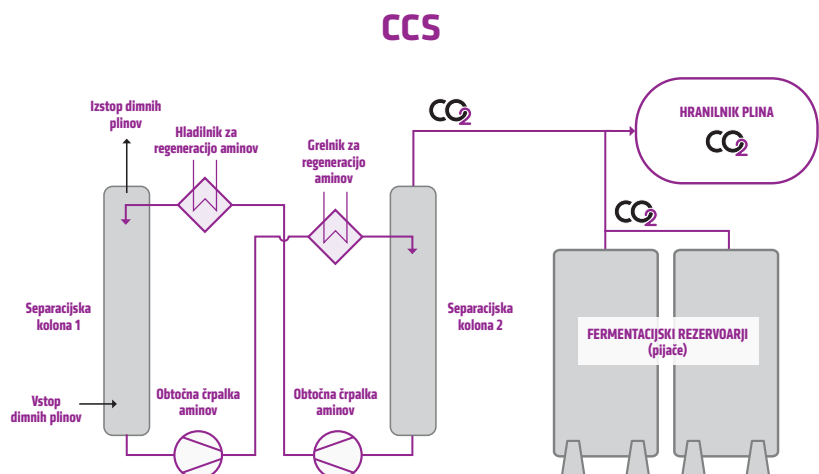 CCS
Izstop dimnih
plinov
Hladilnik za
regeneracijo aminov
Grelnik za
regeneracijo
aminov
CO2
HRANILNIK PLINA
CO2
CO2
Separacijska
kolona 1
Separacijska
kolona 2
FERMENTACIJSKI REZERVOARJI
(pijače)
Vstop
dimnih plinov
Obtočna črpalka
aminov
Obtočna črpalka
aminov